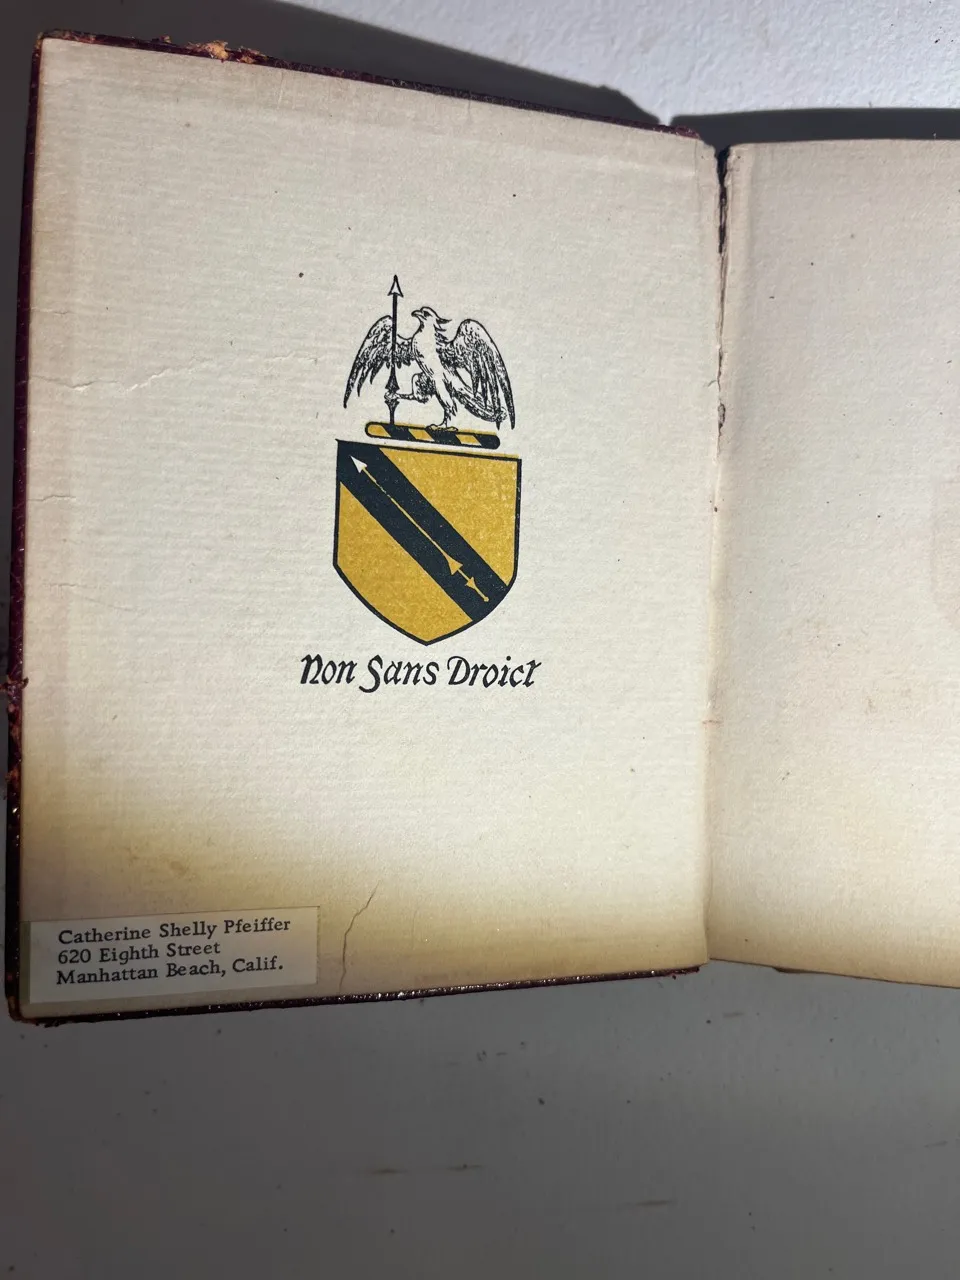 Non Sans Droict
Catherine Shelly Pfeiffer
620 Eighth Street
Manhattan Beach, Calif.